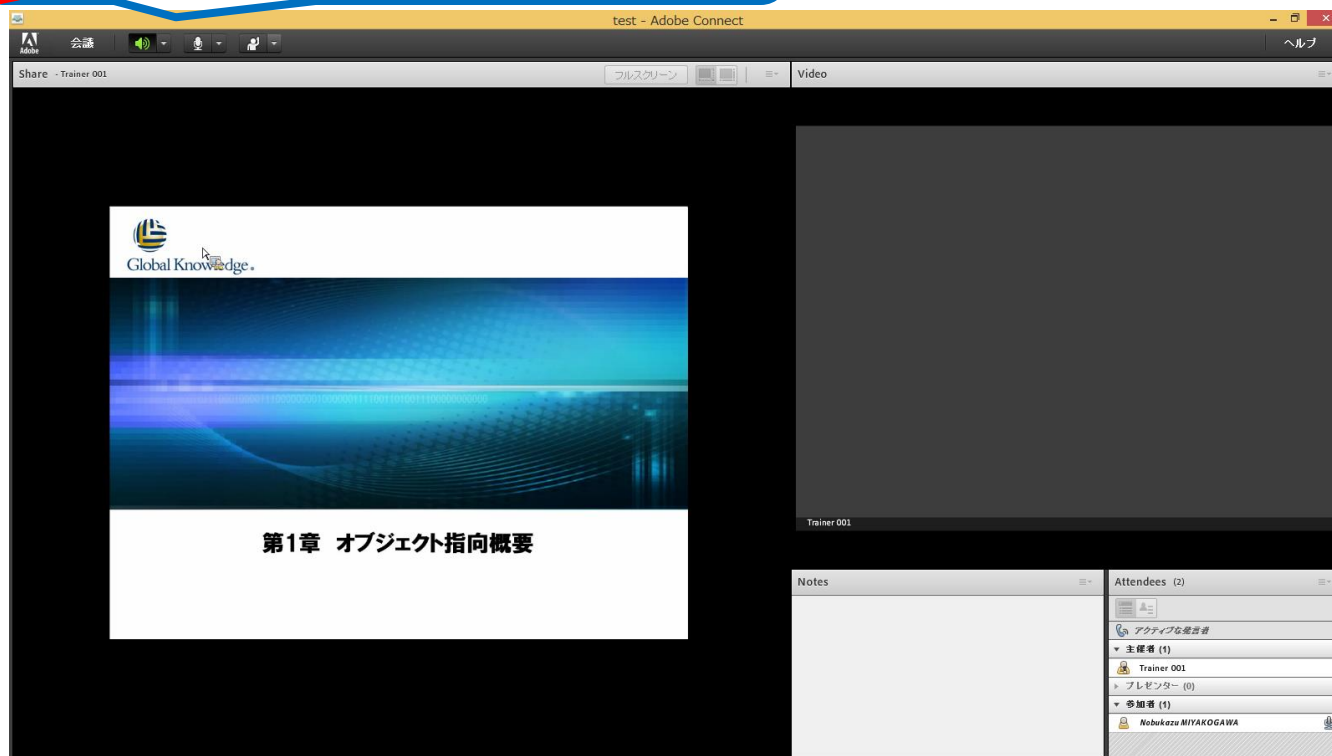 test - Adobe Connect
Adobe
会議
ヘルプ
Share - Trainer 001
フルスクリーン
Video
Global Knowledge.
第1章 オブジェクト指向概要
Trainer 001
Notes
Attendees (2)
アクティブな発言者
主催者 (1)
Trainer 001
プレゼンター (0)
参加者 (1)
Nobukazu MIYAKOGAWA